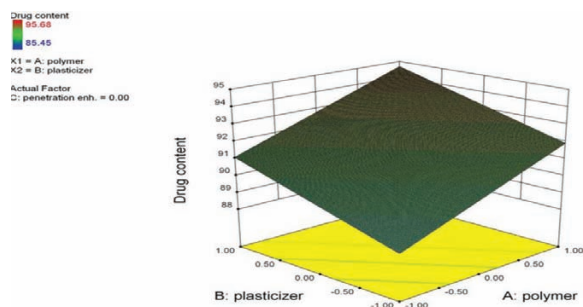 Drug content
95.68
85.45
X1 = A: polymer
X2 = B: plasticizer
Actual Factor
C: penetration enh. = 0.00
Drug content
95
94
93
92
91
90
89
88
1.00
0.50
0.00
-0.50
-1.00
-1.00
-0.50
0.00
0.50
1.00
B: plasticizer
A: polymer